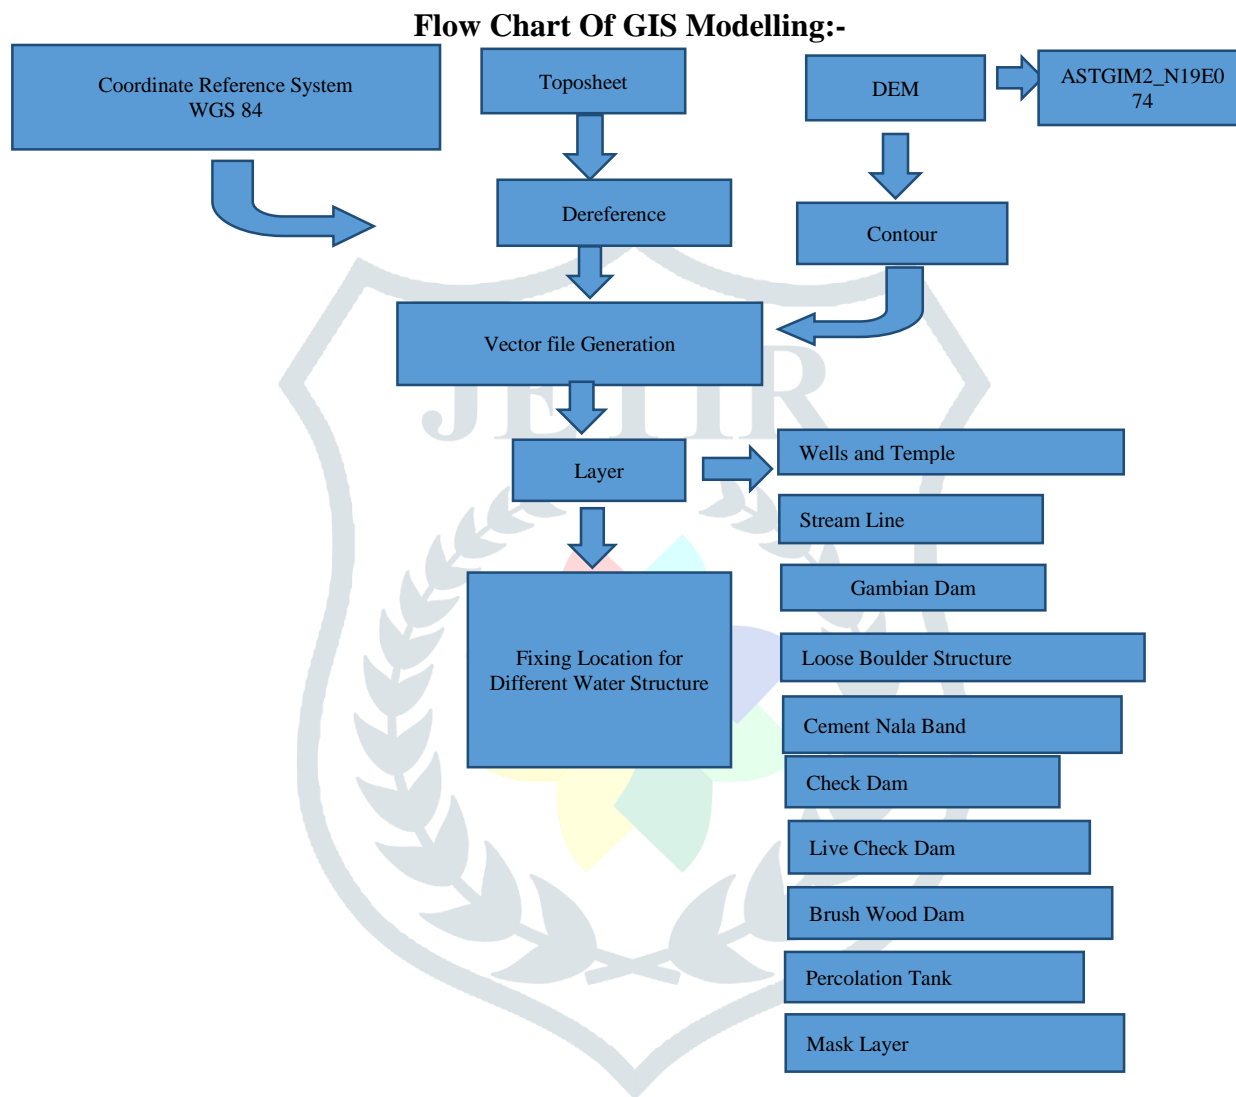 Flow Chart Of GIS Modelling:-
Coordinate Reference System
WGS 84
Toposheet
DEM
ASTGIM2_N19E0
74
Dereference
Contour
Vector file Generation
JETIR
Layer
Wells and Temple
Stream Line
Gambian Dam
Fixing Location for
Different Water Structure
Loose Boulder Structure
Cement Nala Band
Check Dam
Live Check Dam
Brush Wood Dam
Percolation Tank
Mask Layer